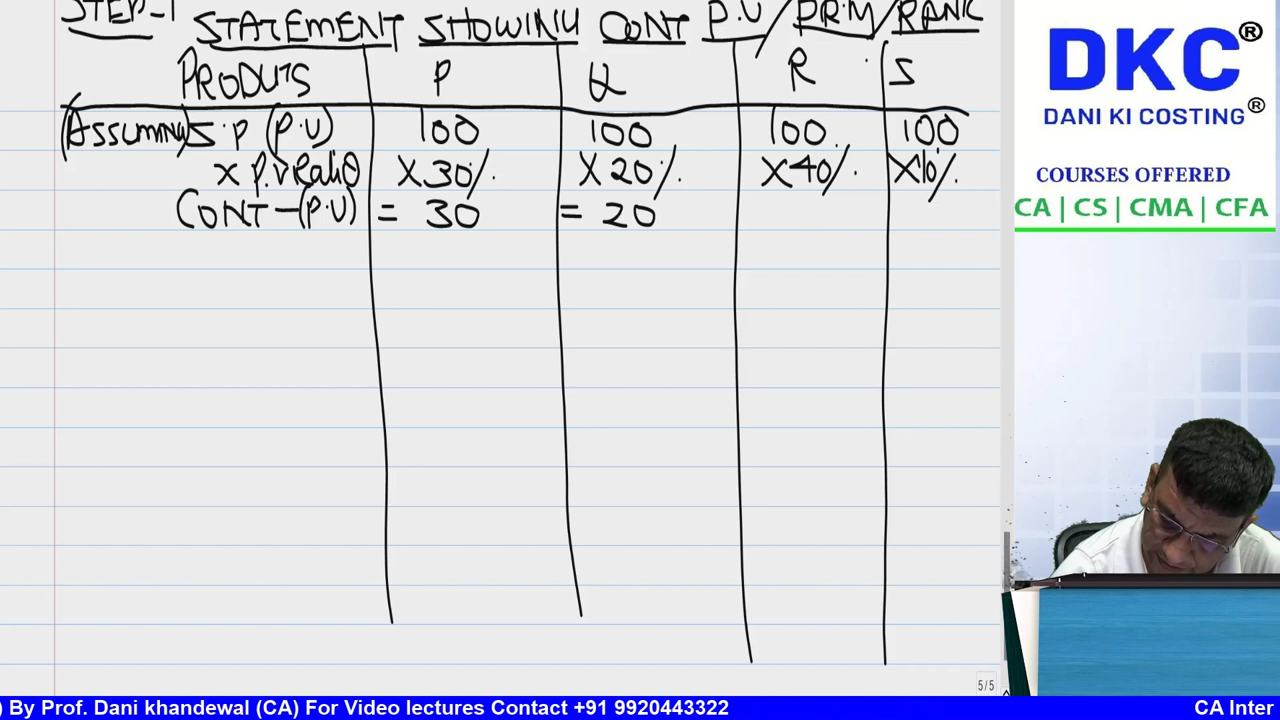 STEP-1
STATEMENT SHOWING CONT P.U / P.R.M / RANK
PRODUTS P Q R S
(Assuming) S.P (P.U) 100 100 100 100
x P.V Ratio X 30% X 20% X 40% X 10%
CONT - (P.U) = 30 = 20
DKC®
DANI KI COSTING®
COURSES OFFERED
CA | CS | CMA | CFA
5/5
) By Prof. Dani khandewal (CA) For Video lectures Contact +91 9920443322
CA Inter